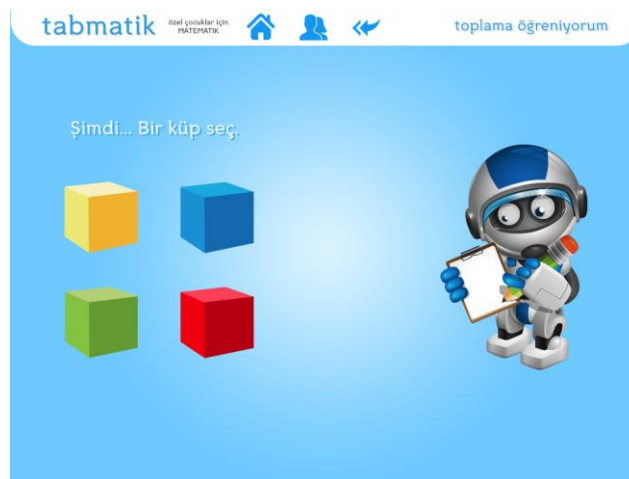 tabmatik
özel çocuklar için
MATEMATİK
toplama öğreniyorum
Şimdi... Bir küp seç.